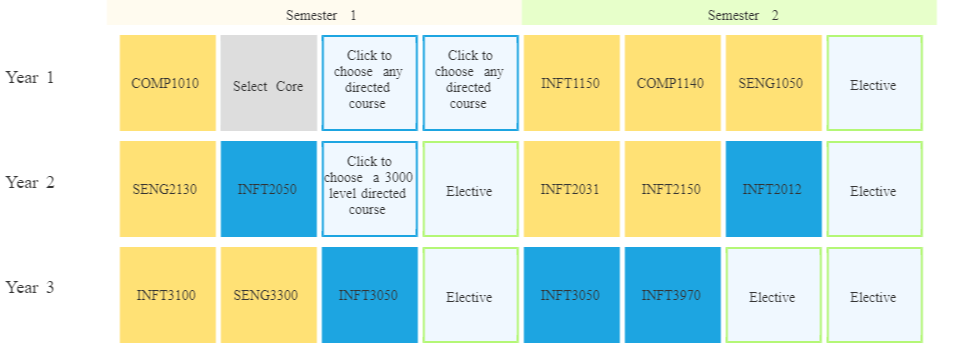 Semester 1
Semester 2
Year 1
COMP1010
Select Core
Click to
choose any
directed
course
Click to
choose any
directed
course
INFT1150
COMP1140
SENG1050
Elective
Year 2
SENG2130
INFT2050
Click to
choose a 3000
level directed
course
Elective
INFT2031
INFT2150
INFT2012
Elective
Year 3
INFT3100
SENG3300
INFT3050
Elective
INFT3050
INFT3970
Elective
Elective